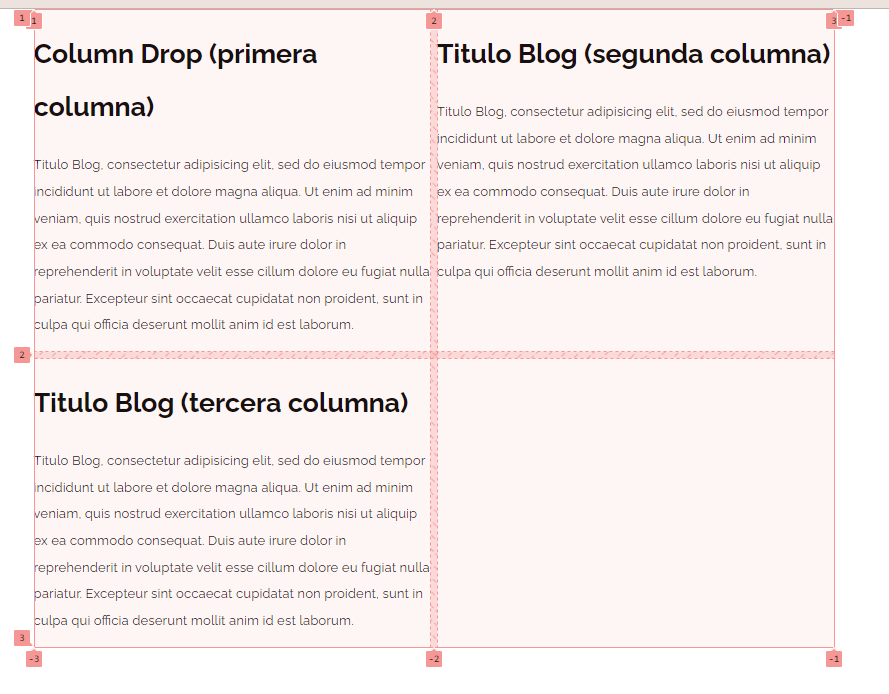 1
1
2
3
-1
Column Drop (primera
columna)
Titulo Blog, consectetur adipisicing elit, sed do eiusmod tempor
incididunt ut labore et dolore magna aliqua. Ut enim ad minim
veniam, quis nostrud exercitation ullamco laboris nisi ut aliquip
ex ea commodo consequat. Duis aute irure dolor in
reprehenderit in voluptate velit esse cillum dolore eu fugiat nulla
pariatur. Excepteur sint occaecat cupidatat non proident, sunt in
culpa qui officia deserunt mollit anim id est laborum.
Titulo Blog (segunda columna)
Titulo Blog, consectetur adipisicing elit, sed do eiusmod tempor
incididunt ut labore et dolore magna aliqua. Ut enim ad minim
veniam, quis nostrud exercitation ullamco laboris nisi ut aliquip
ex ea commodo consequat. Duis aute irure dolor in
reprehenderit in voluptate velit esse cillum dolore eu fugiat nulla
pariatur. Excepteur sint occaecat cupidatat non proident, sunt in
culpa qui officia deserunt mollit anim id est laborum.
2
Titulo Blog (tercera columna)
Titulo Blog, consectetur adipisicing elit, sed do eiusmod tempor
incididunt ut labore et dolore magna aliqua. Ut enim ad minim
veniam, quis nostrud exercitation ullamco laboris nisi ut aliquip
ex ea commodo consequat. Duis aute irure dolor in
reprehenderit in voluptate velit esse cillum dolore eu fugiat nulla
pariatur. Excepteur sint occaecat cupidatat non proident, sunt in
culpa qui officia deserunt mollit anim id est laborum.
3
-3
-2
-1